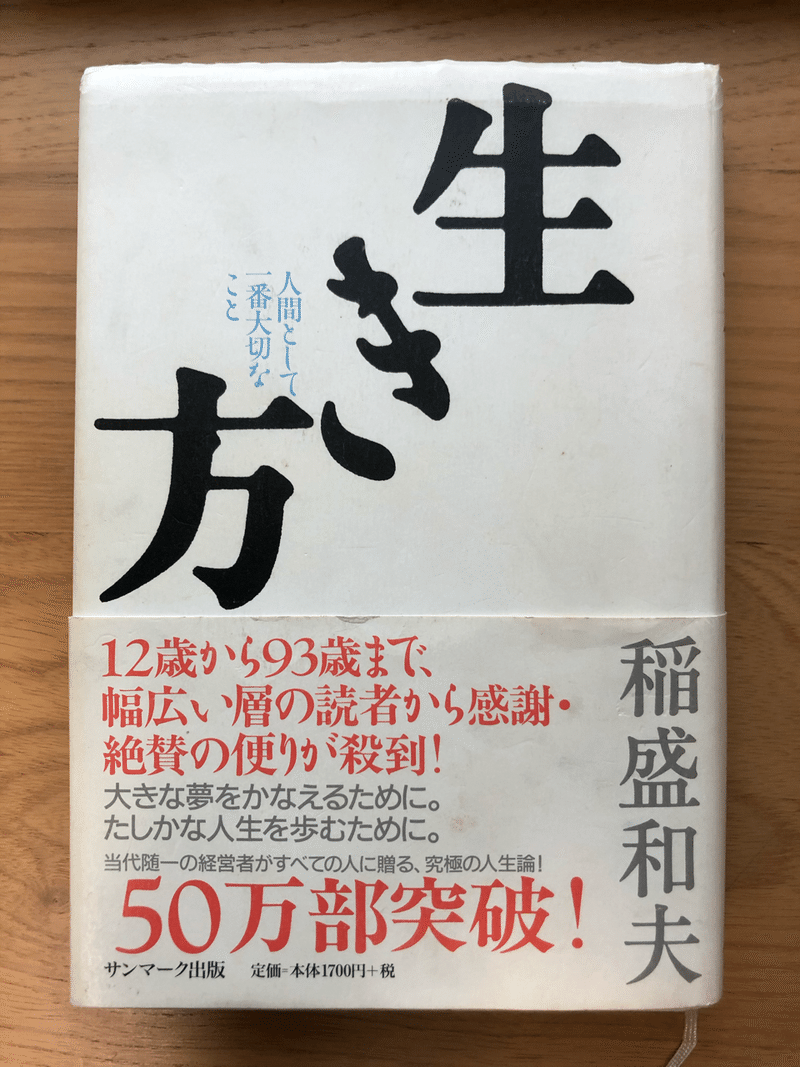 生き方
人間として
一番大切な
こと
稲盛和夫
12歳から93歳まで、
幅広い層の読者から感謝・
絶賛の便りが殺到!
大きな夢をかなえるために。
たしかな人生を歩むために。
当代随一の経営者がすべての人に贈る、究極の人生論!
50万部突破!
サンマーク出版 定価=本体1700円+税